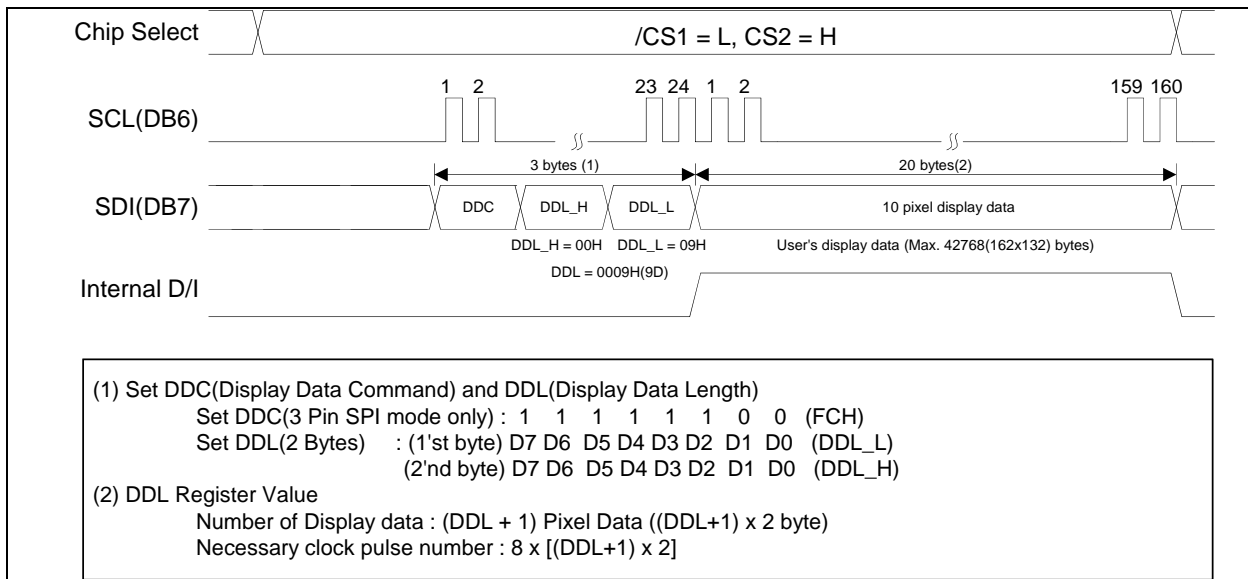 Chip Select
/CS1 = L, CS2 = H
1 2 23 24 1 2 159 160
SCL(DB6)
3 bytes (1) 20 bytes(2)
SDI(DB7)
DDC DDL_H DDL_L 10 pixel display data
DDL_H = 00H DDL_L = 09H User's display data (Max. 42768(162x132) bytes)
DDL = 0009H(9D)
Internal D/I
(1) Set DDC(Display Data Command) and DDL(Display Data Length)
Set DDC(3 Pin SPI mode only) : 1 1 1 1 1 1 0 0 (FCH)
Set DDL(2 Bytes) : (1'st byte) D7 D6 D5 D4 D3 D2 D1 D0 (DDL_L)
(2'nd byte) D7 D6 D5 D4 D3 D2 D1 D0 (DDL_H)
(2) DDL Register Value
Number of Display data : (DDL + 1) Pixel Data ((DDL+1) x 2 byte)
Necessary clock pulse number : 8 x [(DDL+1) x 2]